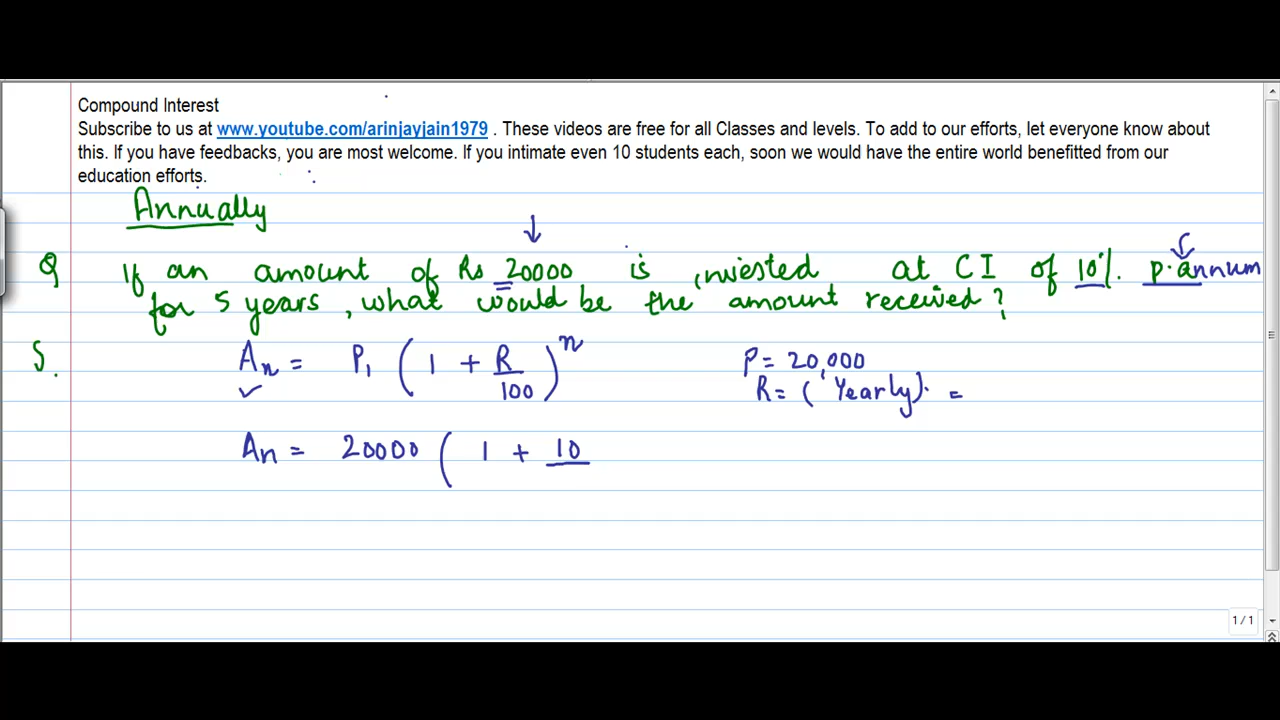 Compound Interest
Subscribe to us at www.youtube.com/arinjayjain1979 . These videos are free for all Classes and levels. To add to our efforts, let everyone know about
this. If you have feedbacks, you are most welcome. If you intimate even 10 students each, soon we would have the entire world benefitted from our
education efforts.
Annually
Q If an amount of Rs 20000 is invested at CI of 10%. p.annum
for 5 years, what would be the amount received?
S. An = P, ( 1 + R/100 )^n P = 20,000
R = ( Yearly). =
An = 20000 ( 1 + 10
1 / 1